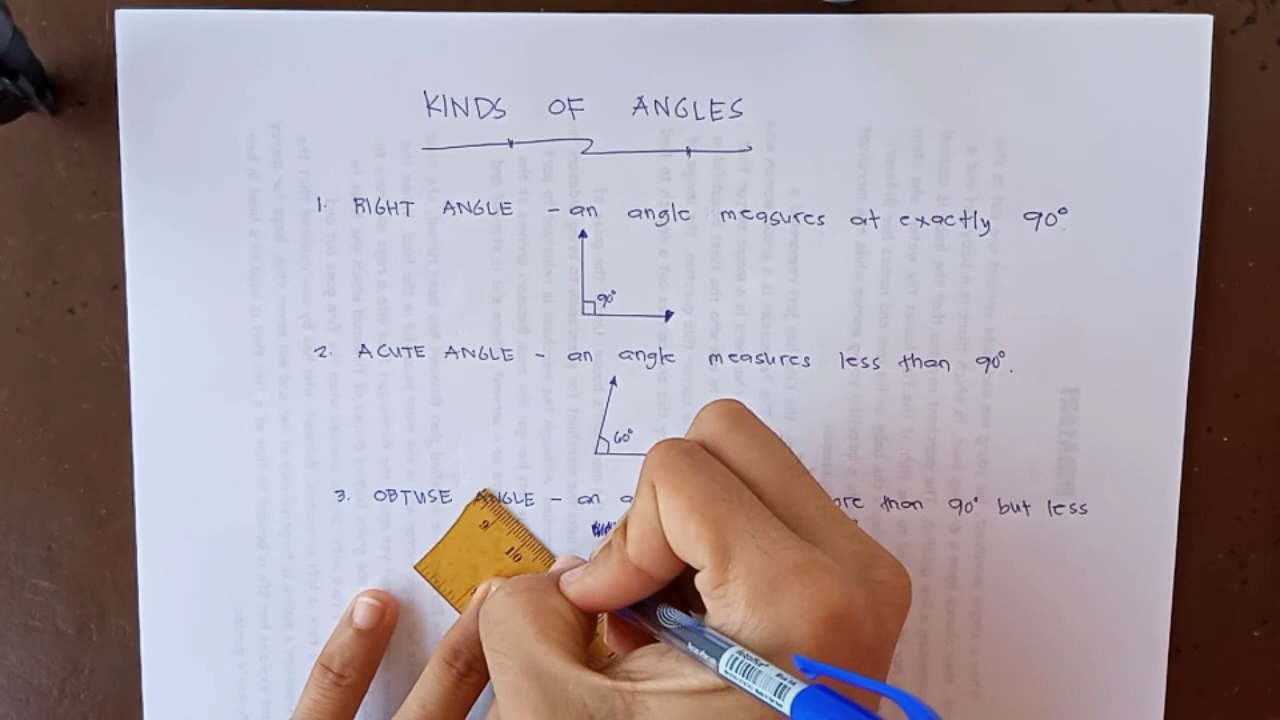 KINDS OF ANGLES
1. RIGHT ANGLE - an angle measures at exactly 90°.
90°
2. ACUTE ANGLE - an angle measures less than 90°.
60°
3. OBTUSE ANGLE - an than 90° but less
9 10